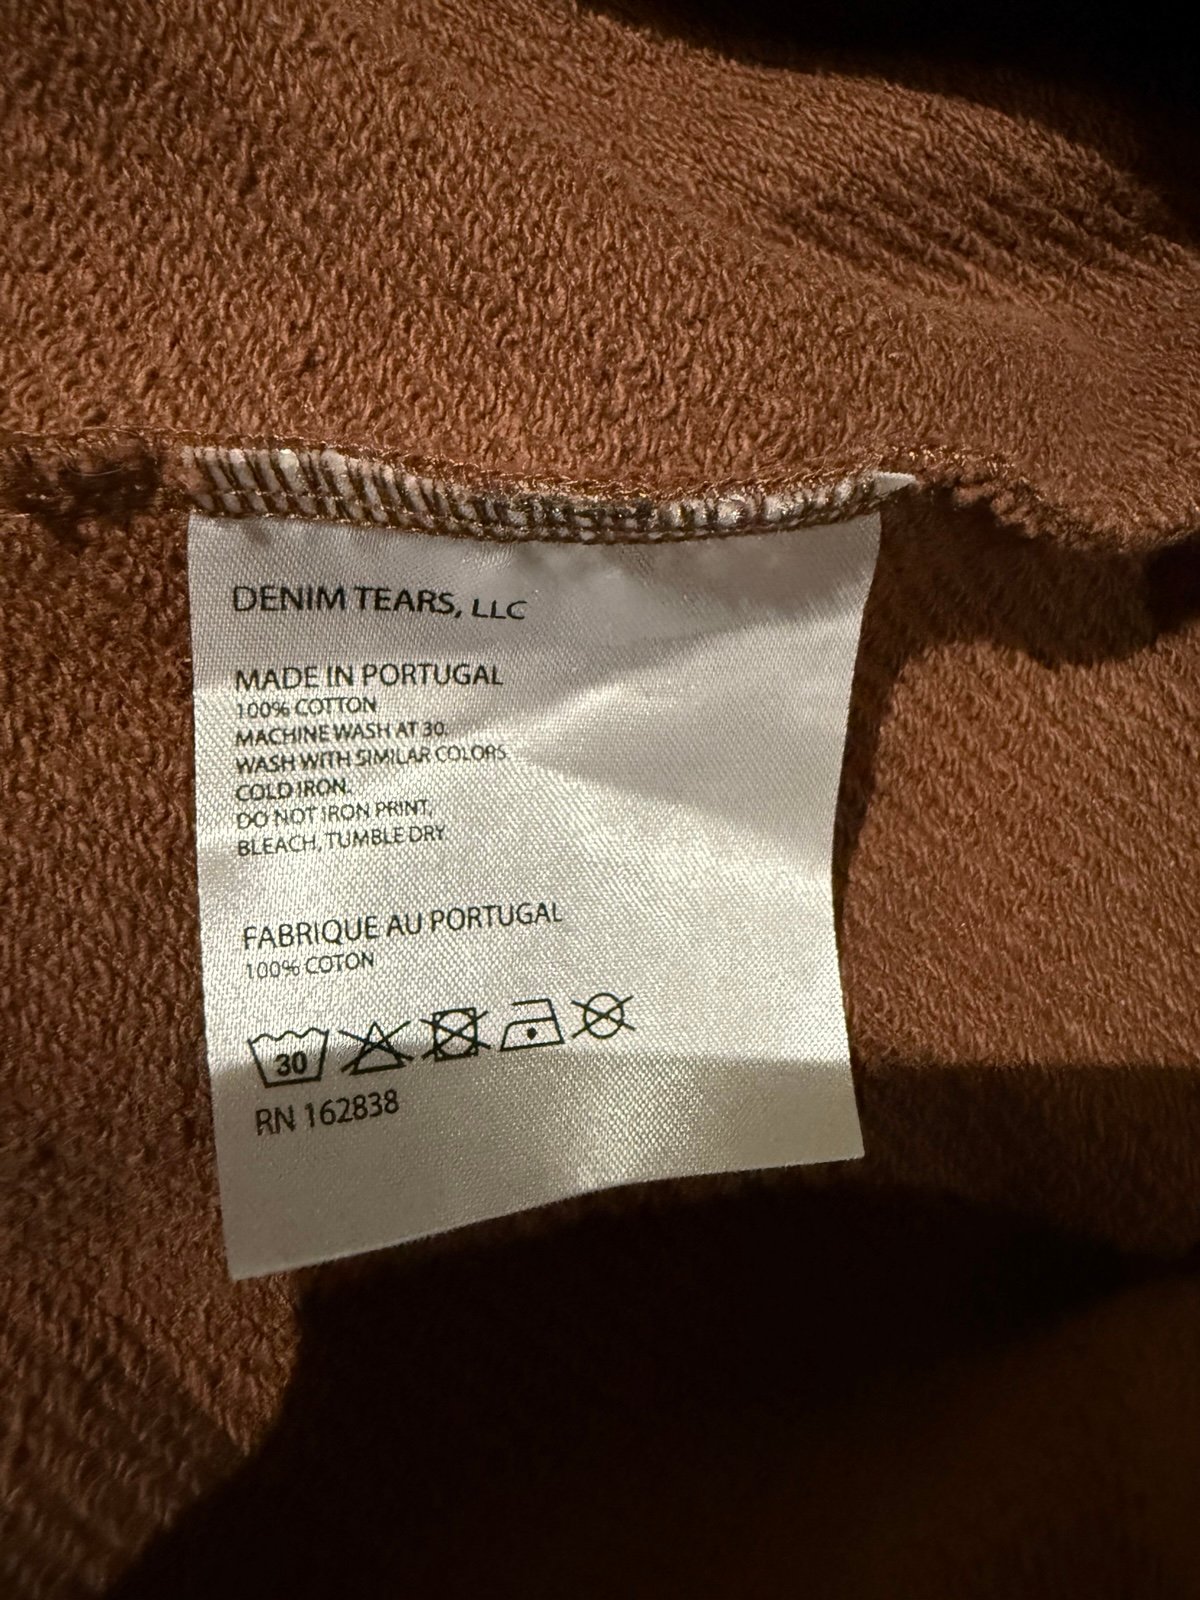 DENIM TEARS, LLC
MADE IN PORTUGAL
100% COTTON
MACHINE WASH AT 30.
WASH WITH SIMILAR COLORS.
COLD IRON.
DO NOT IRON PRINT,
BLEACH, TUMBLE DRY.
FABRIQUE AU PORTUGAL
100% COTON
30
RN 162838